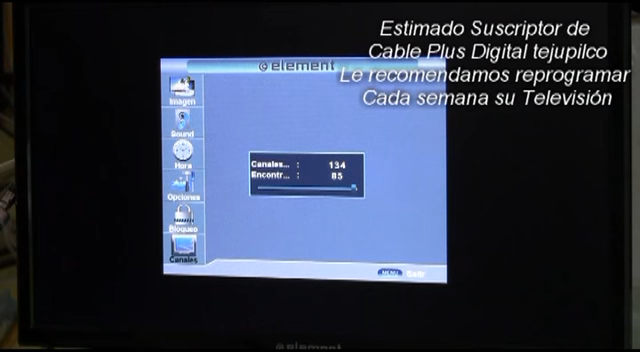 Estimado Suscriptor de
Cable Plus Digital tejupilco
Le recomendamos reprogramar
Cada semana su Televisión
element
Imagen
Sound
Hora
Opciones
Bloqueo
Canales
Canales... : 134
Encontr... : 85
MENU Salir
element